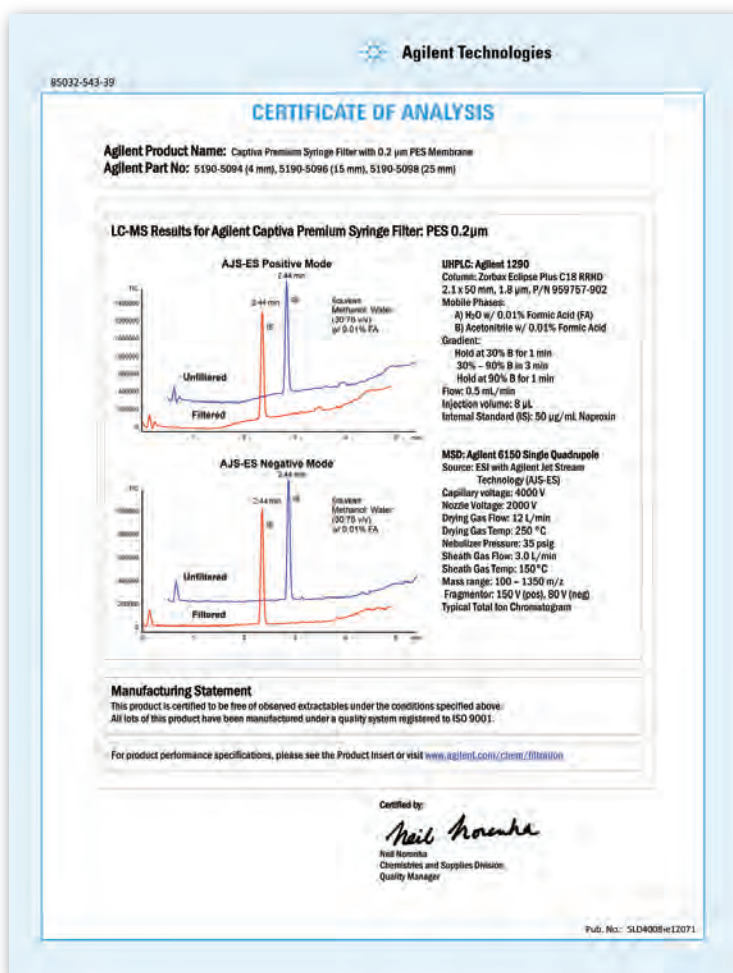 Agilent Technologies
85032-543-39
CERTIFICATE OF ANALYSIS
Agilent Product Name: Captiva Premium Syringe Filter with 0.2 µm PES Membrane
Agilent Part No: 5190-5094 (4 mm), 5190-5096 (15 mm), 5190-5098 (25 mm)
LC-MS Results for Agilent Captiva Premium Syringe Filter: PES 0.2µm
AJS-ES Positive Mode
2.44 min
2.44 min
IS
IS
Solvent:
Methanol: Water
w/ 0.01% FA
Unfiltered
Filtered
AJS-ES Negative Mode
2.44 min
2.44 min
IS
IS
Solvent:
Methanol: Water
w/ 0.01% FA
Unfiltered
Filtered
UHPLC: Agilent 1290
Column: Zorbax Eclipse Plus C18 RRHD
2.1 x 50 mm, 1.8 µm, P/N 959757-902
Mobile Phases:
A) H₂O w/ 0.01% Formic Acid (FA)
B) Acetonitrile w/ 0.01% Formic Acid
Gradient:
Hold at 30% B for 1 min
30% – 90% B in 3 min
Hold at 90% B for 1 min
Flow: 0.5 mL/min
Injection volume: 8 µL
Internal Standard (IS): 50 µg/mL Naproxin
MSD: Agilent 6150 Single Quadrupole
Source: ESI with Agilent Jet Stream
Technology (AJS-ES)
Capillary voltage: 4000 V
Nozzle Voltage: 2000 V
Drying Gas Flow: 12 L/min
Drying Gas Temp: 250 °C
Nebulizer Pressure: 35 psig
Sheath Gas Flow: 3.0 L/min
Sheath Gas Temp: 150°C
Mass range: 100 – 1350 m/z
Fragmentor: 150 V (pos), 80 V (neg)
Typical Total Ion Chromatogram
Manufacturing Statement
This product is certified to be free of observed extractables under the conditions specified above.
All lots of this product have been manufactured under a quality system registered to ISO 9001.
For product performance specifications, please see the Product Insert or visit www.agilent.com/chem/filtration
Certified by:
Neil Noronha
Neil Noronha
Chemistries and Supplies Division
Quality Manager
Pub. No.: SLD4008-e12071